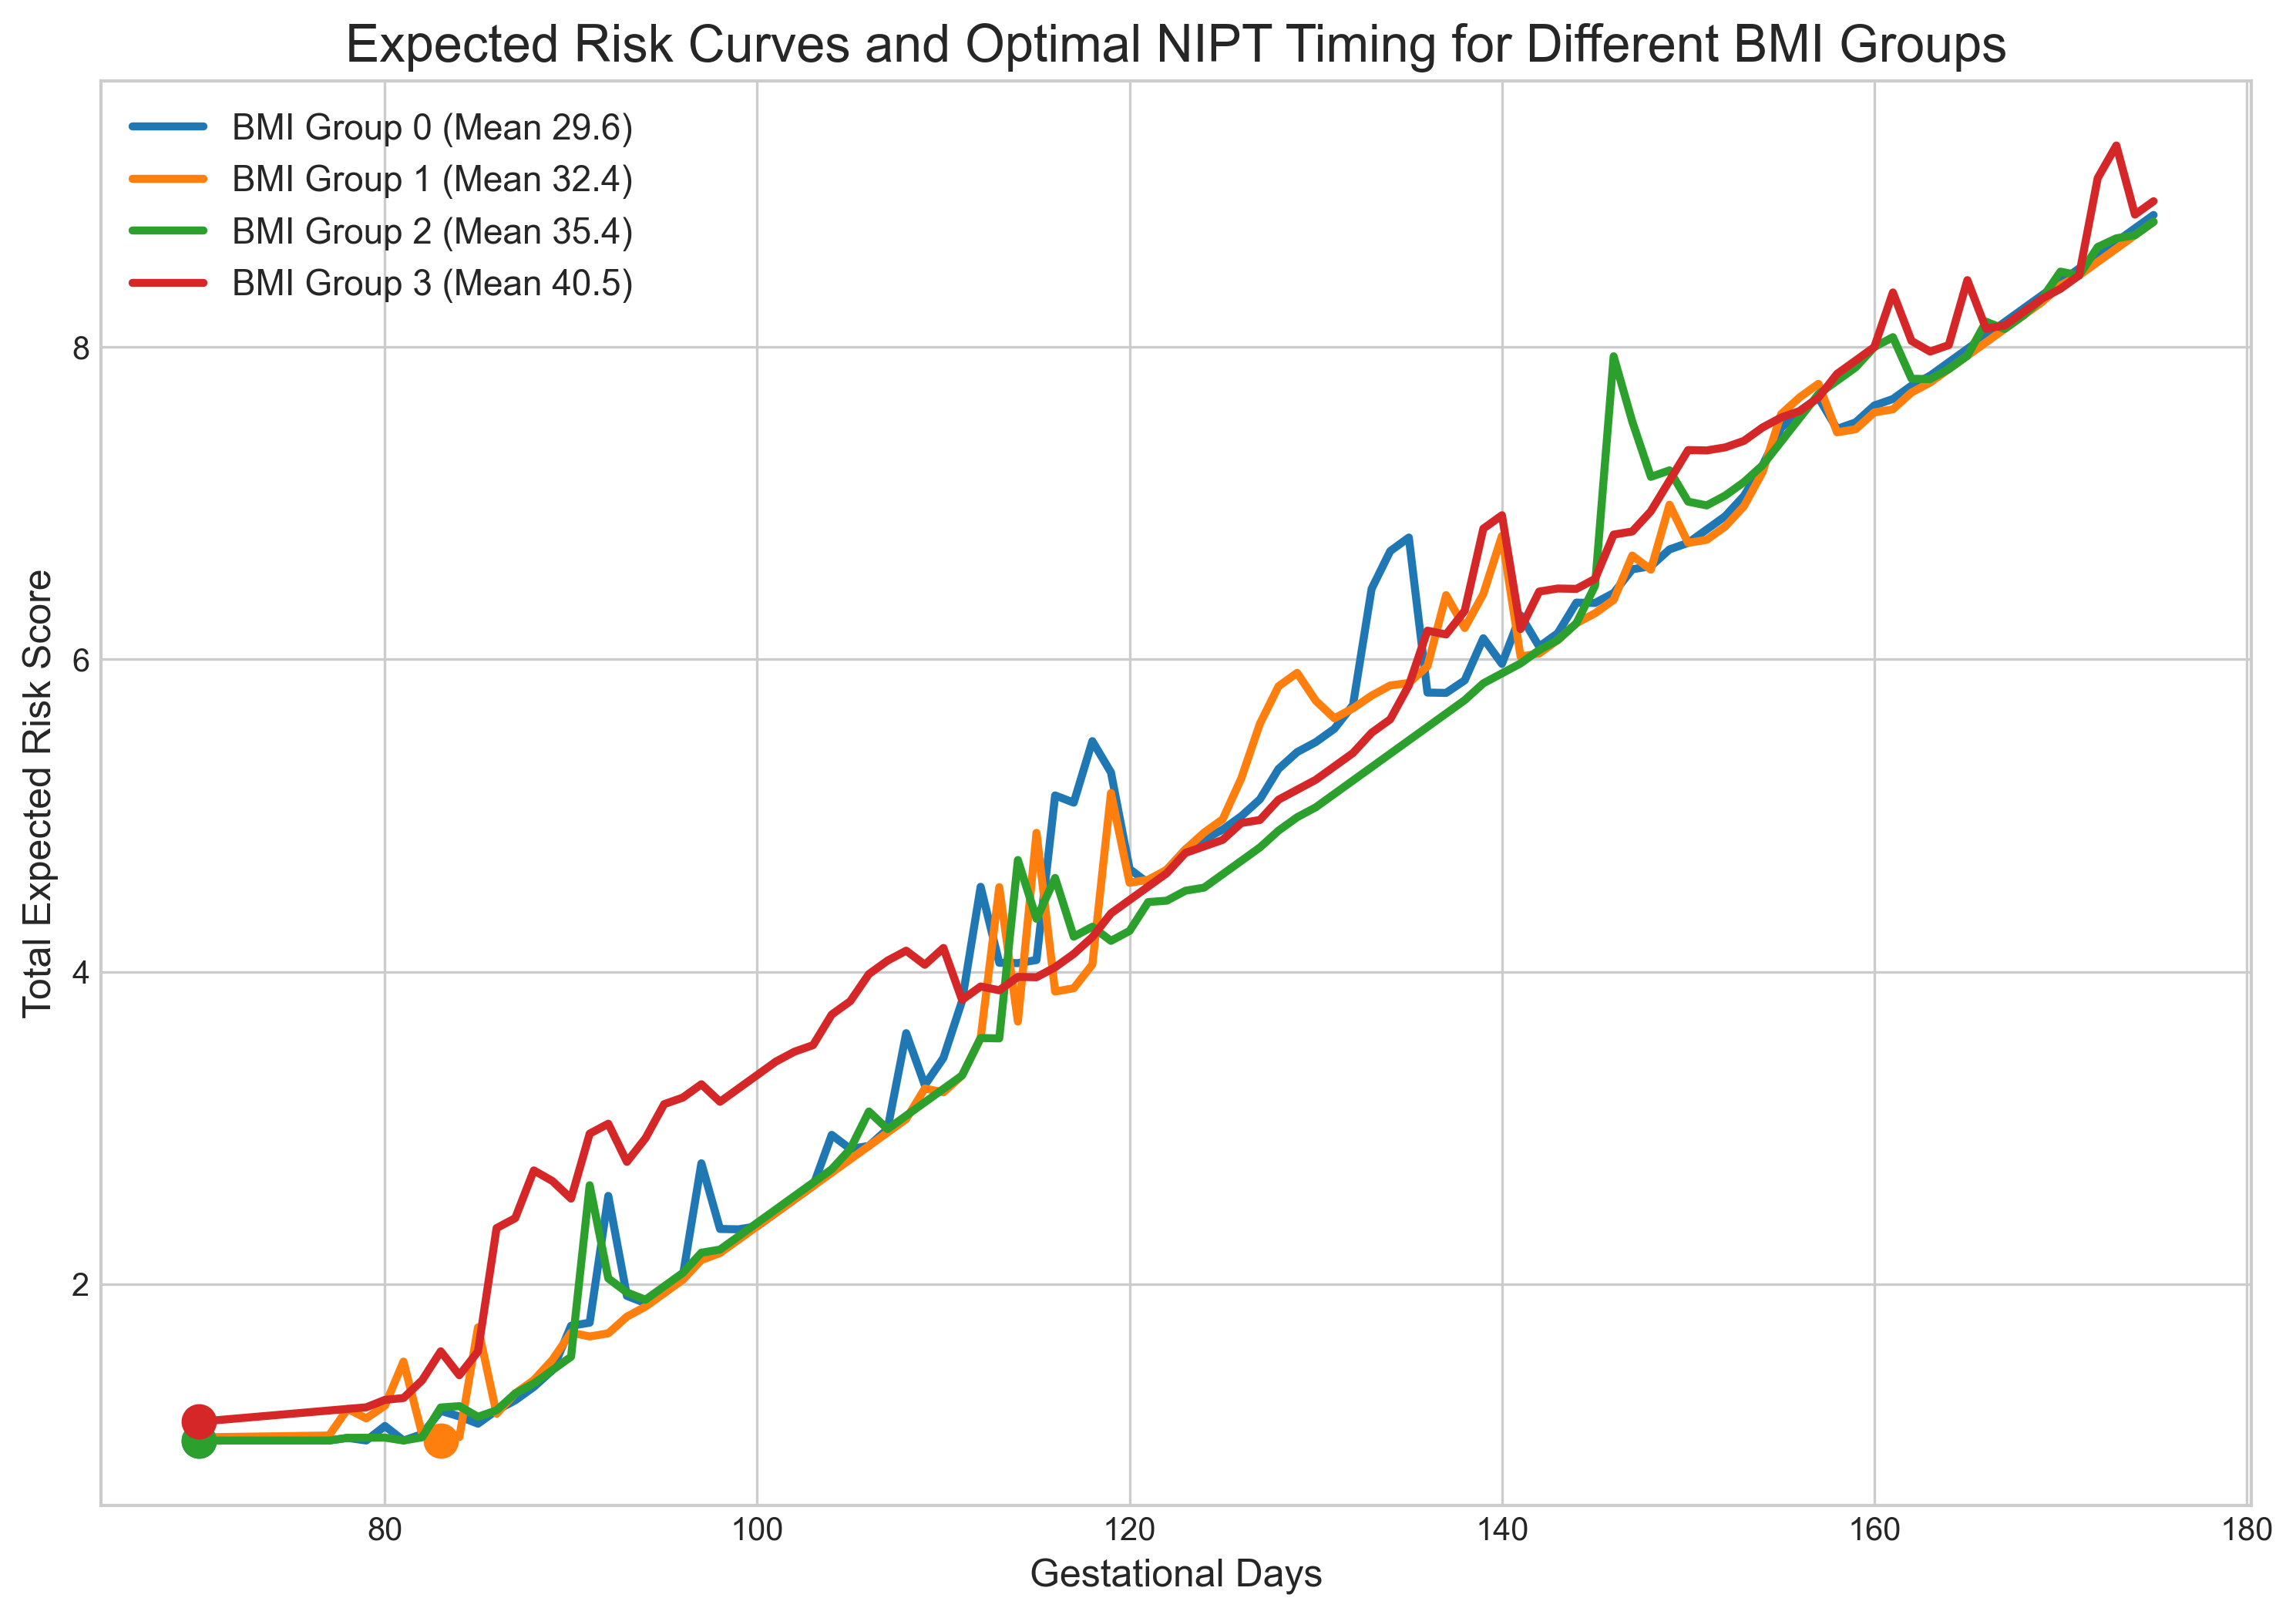 Expected Risk Curves and Optimal NIPT Timing for Different BMI Groups
BMI Group 0 (Mean 29.6)
BMI Group 1 (Mean 32.4)
BMI Group 2 (Mean 35.4)
BMI Group 3 (Mean 40.5)
Total Expected Risk Score
8
6
4
2
80 100 120 140 160 180
Gestational Days